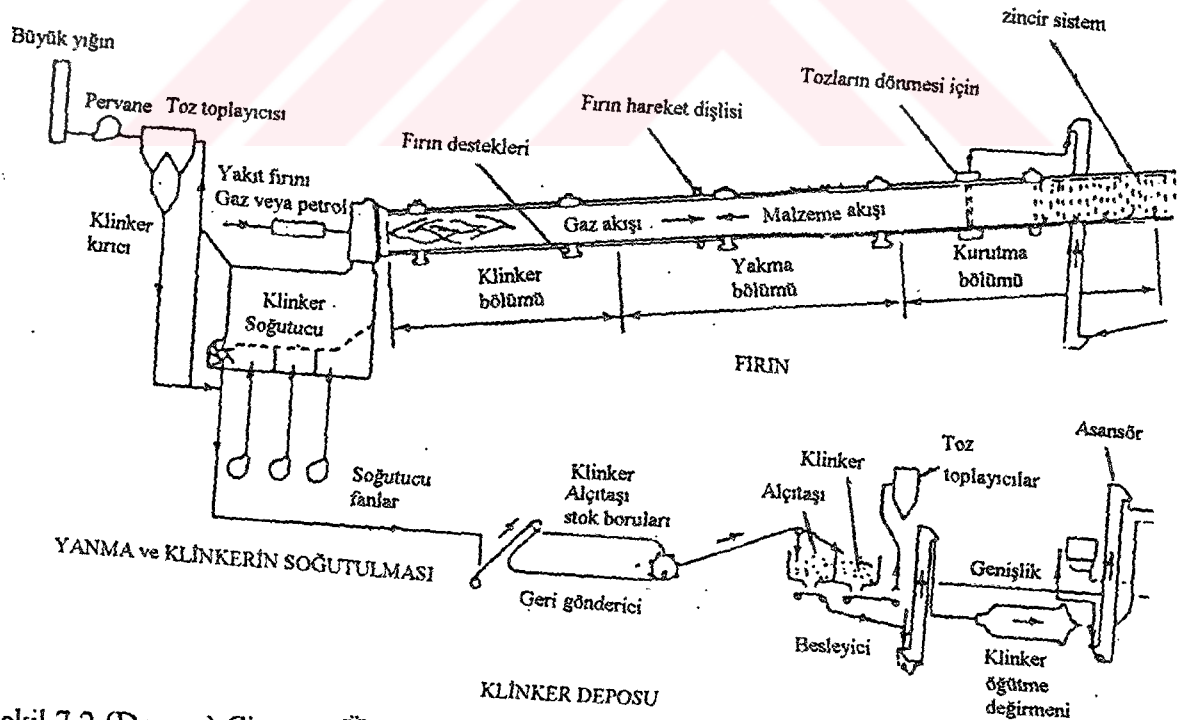 zincir sistem
Büyük yığın
Tozların dönmesi için
Pervane Toz toplayıcısı
Fırın hareket dişlisi
Fırın destekleri
Yakıt fırını
Gaz veya petrol
Klinker
kırıcı
Gaz akışı
Malzeme akışı
Klinker
bölümü
Yakma
bölümü
Kurutma
bölümü
Klinker
Soğutucu
FIRIN
Soğutucu
fanlar
Klinker
Alçıtaşı
stok boruları
Klinker
Alçıtaşı
Toz
toplayıcılar
Asansör
YANMA ve KLİNKERİN SOĞUTULMASI
Geri gönderici
Genişlik
Besleyici
Klinker
öğütme
değirmeni
KLİNKER DEPOSU